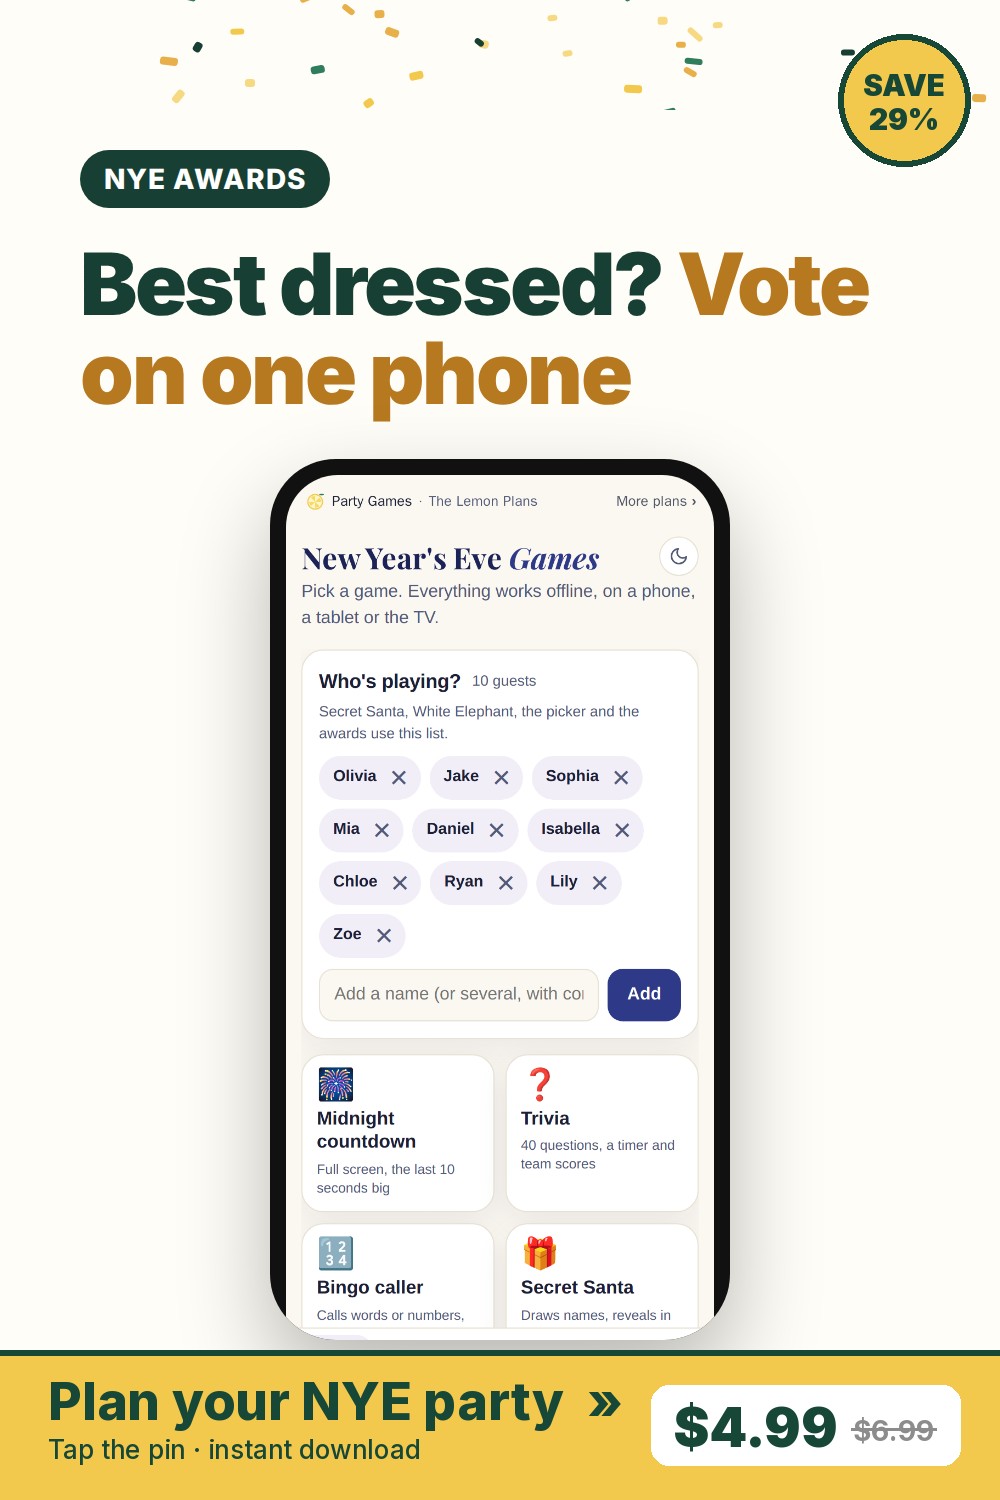 SAVE
29%
NYE AWARDS
Best dressed? Vote
on one phone
Party Games · The Lemon Plans
More plans ›
New Year's Eve Games
Pick a game. Everything works offline, on a phone,
a tablet or the TV.
Who's playing? 10 guests
Secret Santa, White Elephant, the picker and the
awards use this list.
Olivia ✕ Jake ✕ Sophia ✕
Mia ✕ Daniel ✕ Isabella ✕
Chloe ✕ Ryan ✕ Lily ✕
Zoe ✕
Add a name (or several, with co
Add
Midnight
countdown
Full screen, the last 10
seconds big
Trivia
40 questions, a timer and
team scores
Bingo caller
Calls words or numbers,
Secret Santa
Draws names, reveals in
Plan your NYE party »
Tap the pin · instant download
$4.99 $6.99